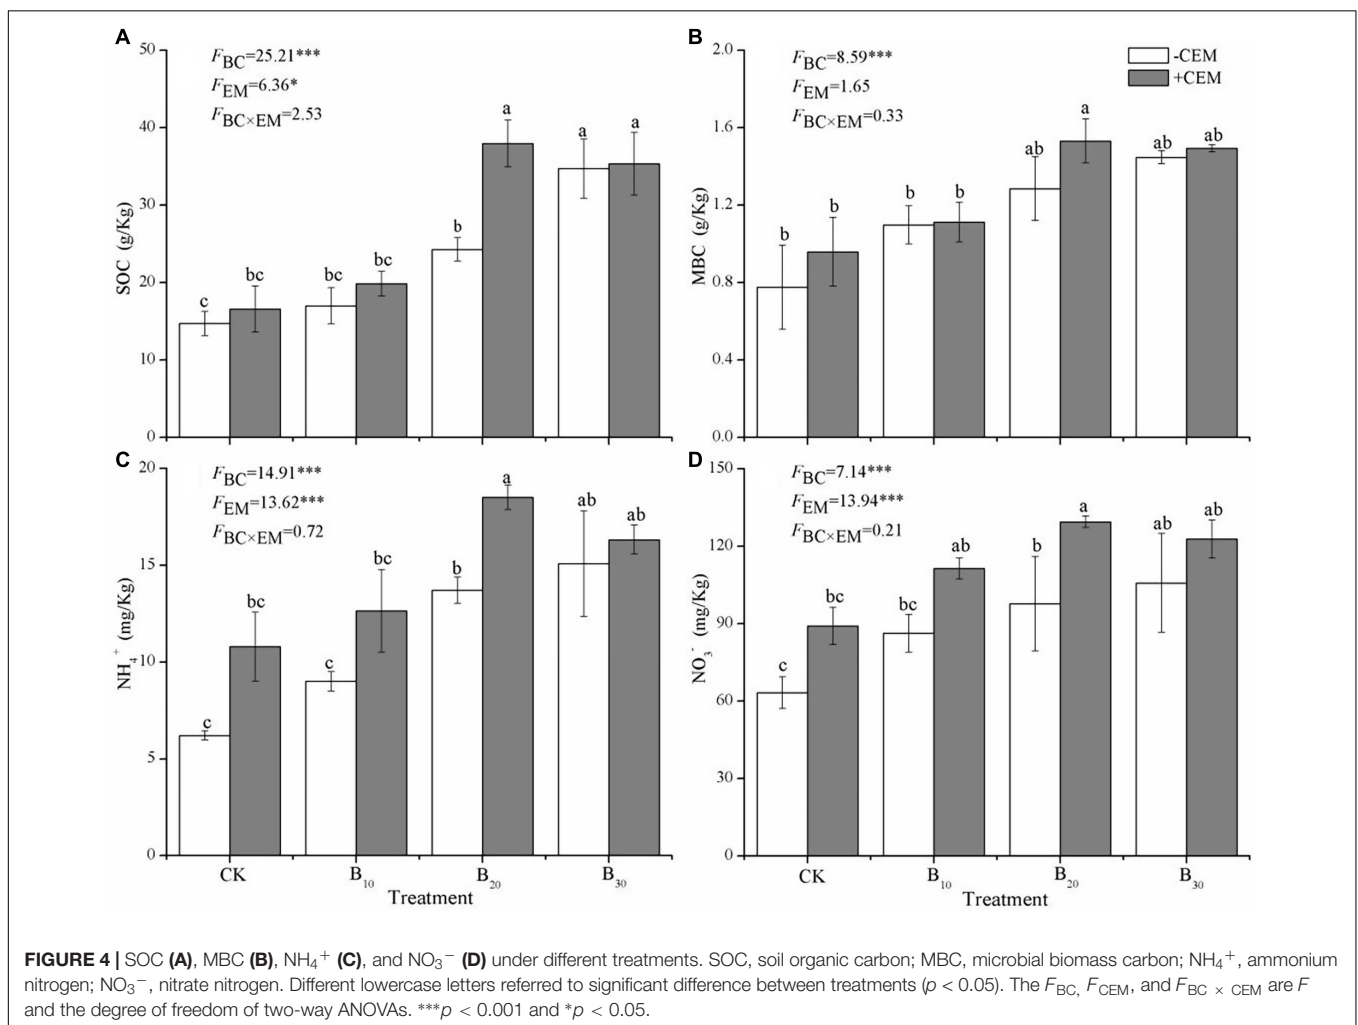 A
50
40
30
20
10
0
SOC (g/Kg)
F_BC=25.21***
F_EM=6.36*
F_BC×EM=2.53
c
bc
bc
bc
b
a
a
a
B
2.0
1.6
1.2
0.8
0.4
0.0
MBC (g/Kg)
F_BC=8.59***
F_EM=1.65
F_BC×EM=0.33
-CEM
+CEM
b
b
b
b
ab
a
ab
ab
C
20
15
10
5
0
NH₄⁺ (mg/Kg)
F_BC=14.91***
F_EM=13.62***
F_BC×EM=0.72
c
bc
c
bc
b
a
ab
ab
CK
B₁₀
B₂₀
B₃₀
Treatment
D
150
120
90
60
30
0
NO₃⁻ (mg/Kg)
F_BC=7.14***
F_EM=13.94***
F_BC×EM=0.21
c
bc
bc
ab
b
a
ab
ab
CK
B₁₀
B₂₀
B₃₀
Treatment
FIGURE 4 | SOC (A), MBC (B), NH₄⁺ (C), and NO₃⁻ (D) under different treatments. SOC, soil organic carbon; MBC, microbial biomass carbon; NH₄⁺, ammonium
nitrogen; NO₃⁻, nitrate nitrogen. Different lowercase letters referred to significant difference between treatments (p < 0.05). The F_BC, F_CEM, and F_BC × CEM are F
and the degree of freedom of two-way ANOVAs. ***p < 0.001 and *p < 0.05.